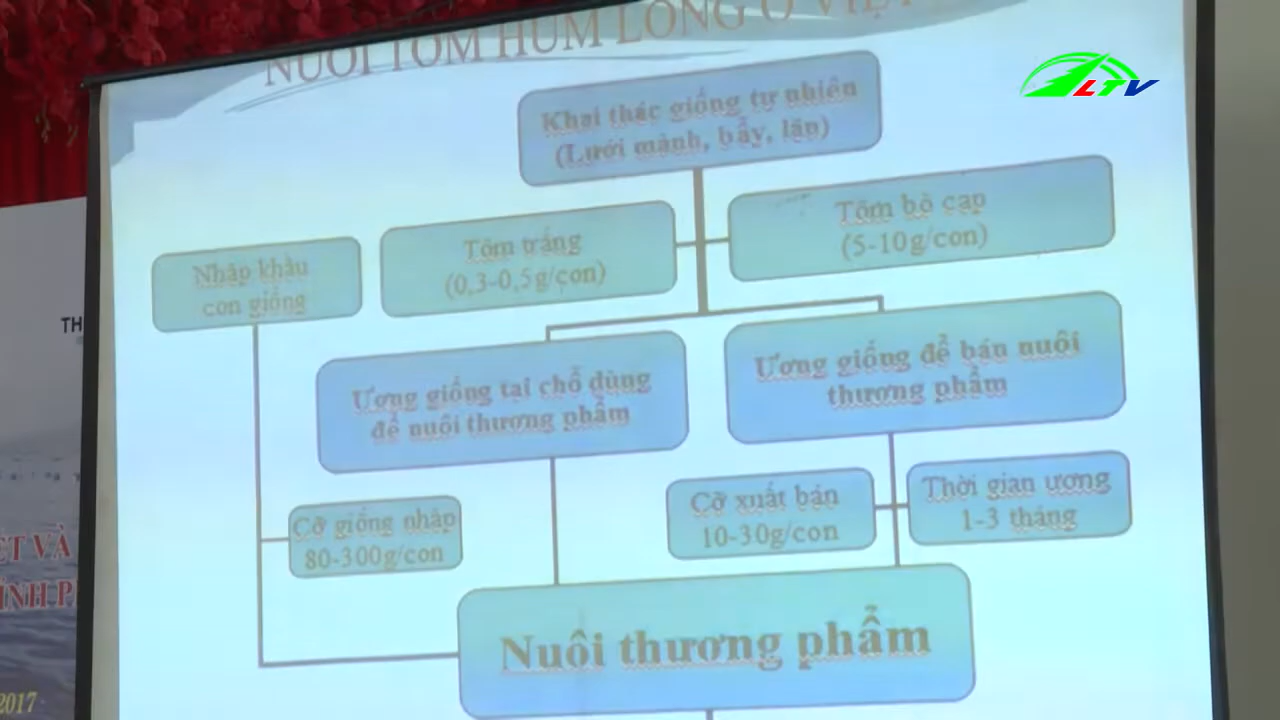 NUÔI TÔM HÙM LỒNG Ở VIỆT
LTV
Khai thác giống tự nhiên
(Lưới mành, bẫy, lặn)
Tôm trắng
(0,3-0,5g/con)
Tôm bò cạp
(5-10g/con)
Nhập khẩu
con giống
Ương giống tại chỗ dùng
để nuôi thương phẩm
Ương giống để bán nuôi
thương phẩm
Cỡ giống nhập
80-300g/con
Cỡ xuất bán
10-30g/con
Thời gian ương
1-3 tháng
Nuôi thương phẩm
TH
VÀ
2017